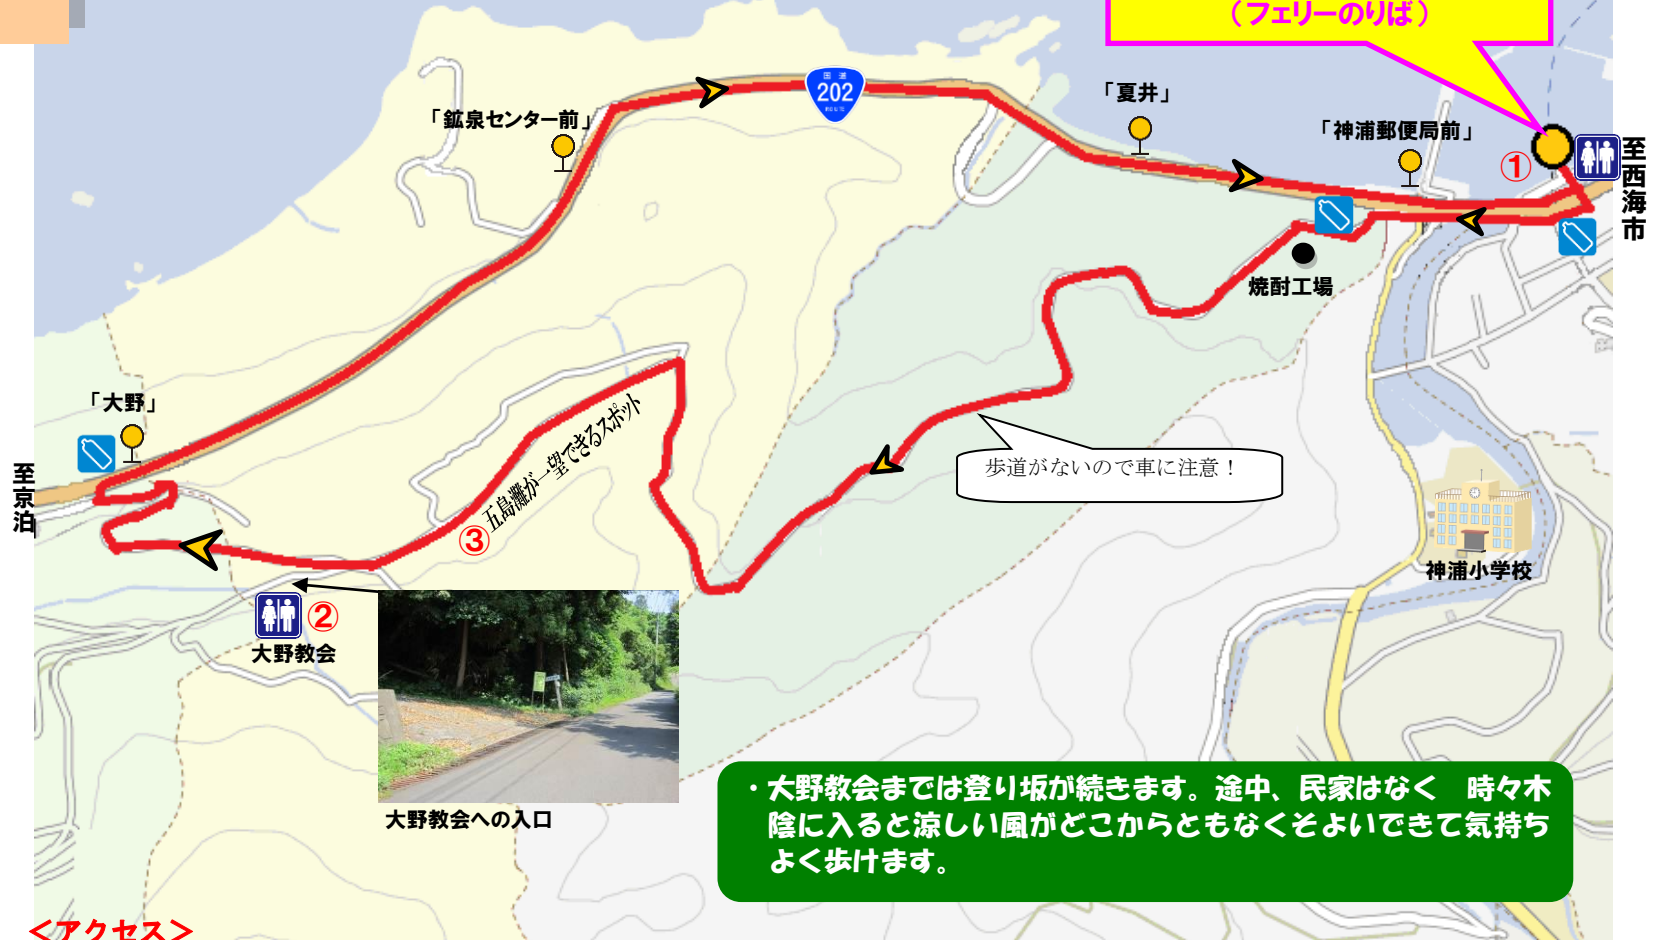 （フェリーのりば）
国道
202
ROUTE
「夏井」
「鉱泉センター前」
「神浦郵便局前」
①
至西海市
焼酎工場
「大野」
五島灘が一望できるスポット
歩道がないので車に注意！
至京泊
③
神浦小学校
②
大野教会
大野教会への入口
・大野教会までは登り坂が続きます。途中、民家はなく　時々木
陰に入ると涼しい風がどこからともなくそよいできて気持ち
よく歩けます。
＜アクセス＞